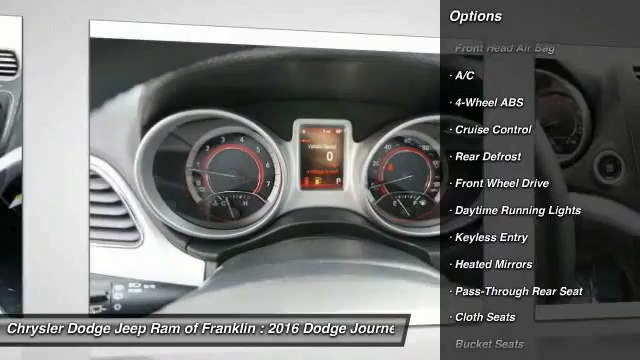 Options
Front Head Air Bag
· A/C
· 4-Wheel ABS
· Cruise Control
· Rear Defrost
· Front Wheel Drive
· Daytime Running Lights
· Keyless Entry
· Heated Mirrors
· Pass-Through Rear Seat
· Cloth Seats
Bucket Seats
0
Chrysler Dodge Jeep Ram of Franklin : 2016 Dodge Journe